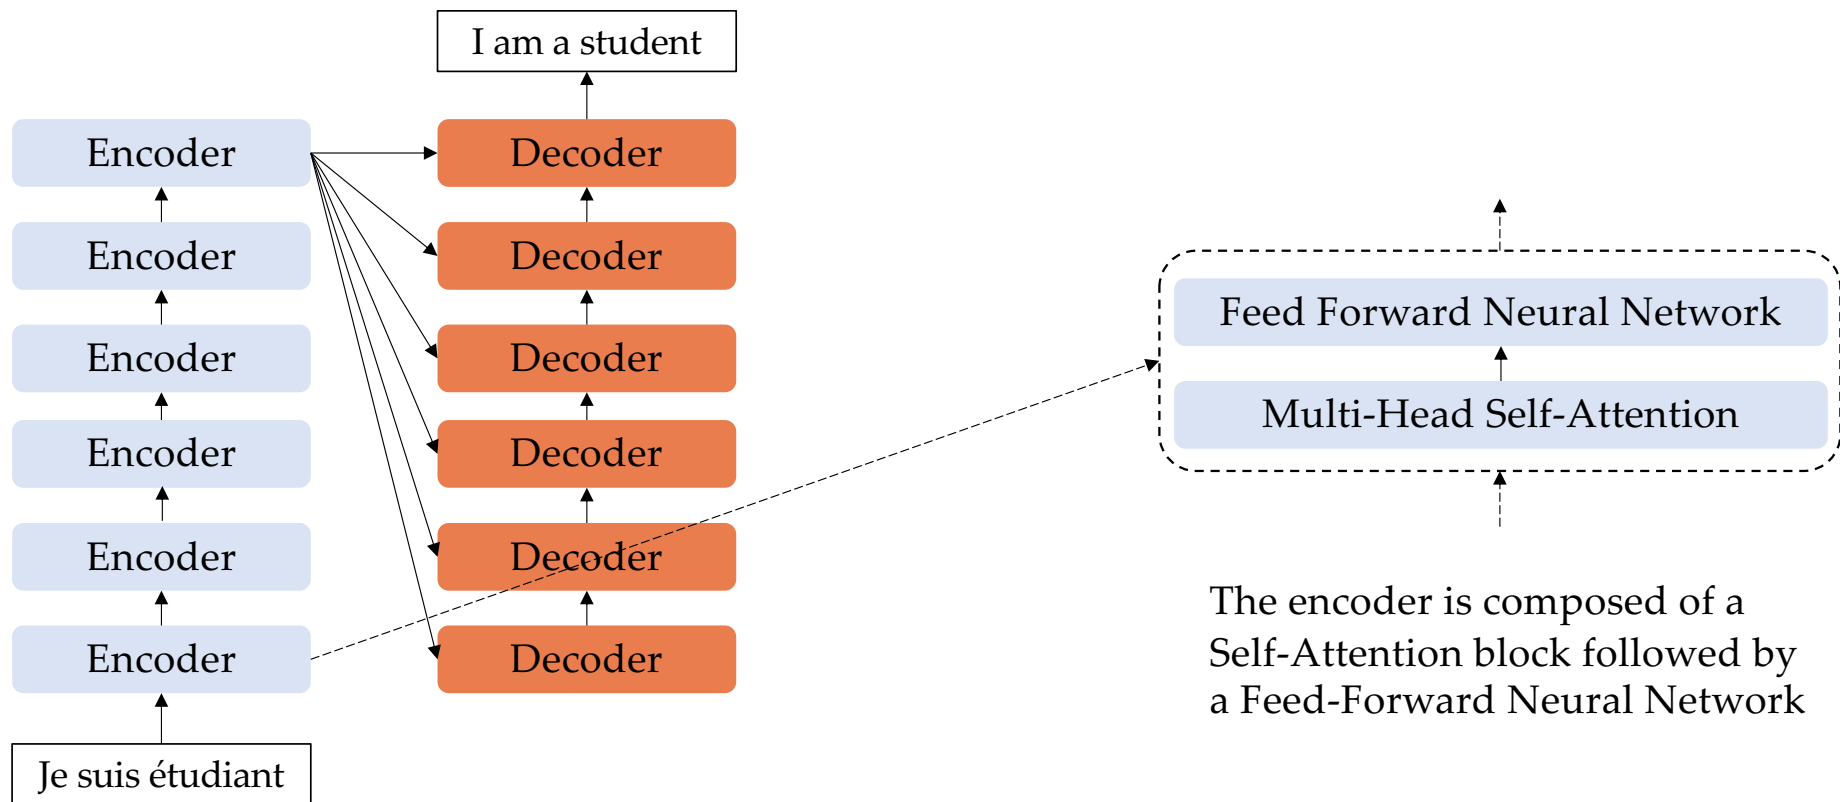 I am a student
Encoder
Decoder
Encoder
Decoder
Encoder
Decoder
Encoder
Decoder
Encoder
Decoder
Encoder
Decoder
Je suis étudiant
Feed Forward Neural Network
Multi-Head Self-Attention
The encoder is composed of a
Self-Attention block followed by
a Feed-Forward Neural Network